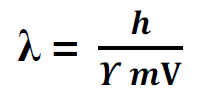 λ = h / ϒ mV